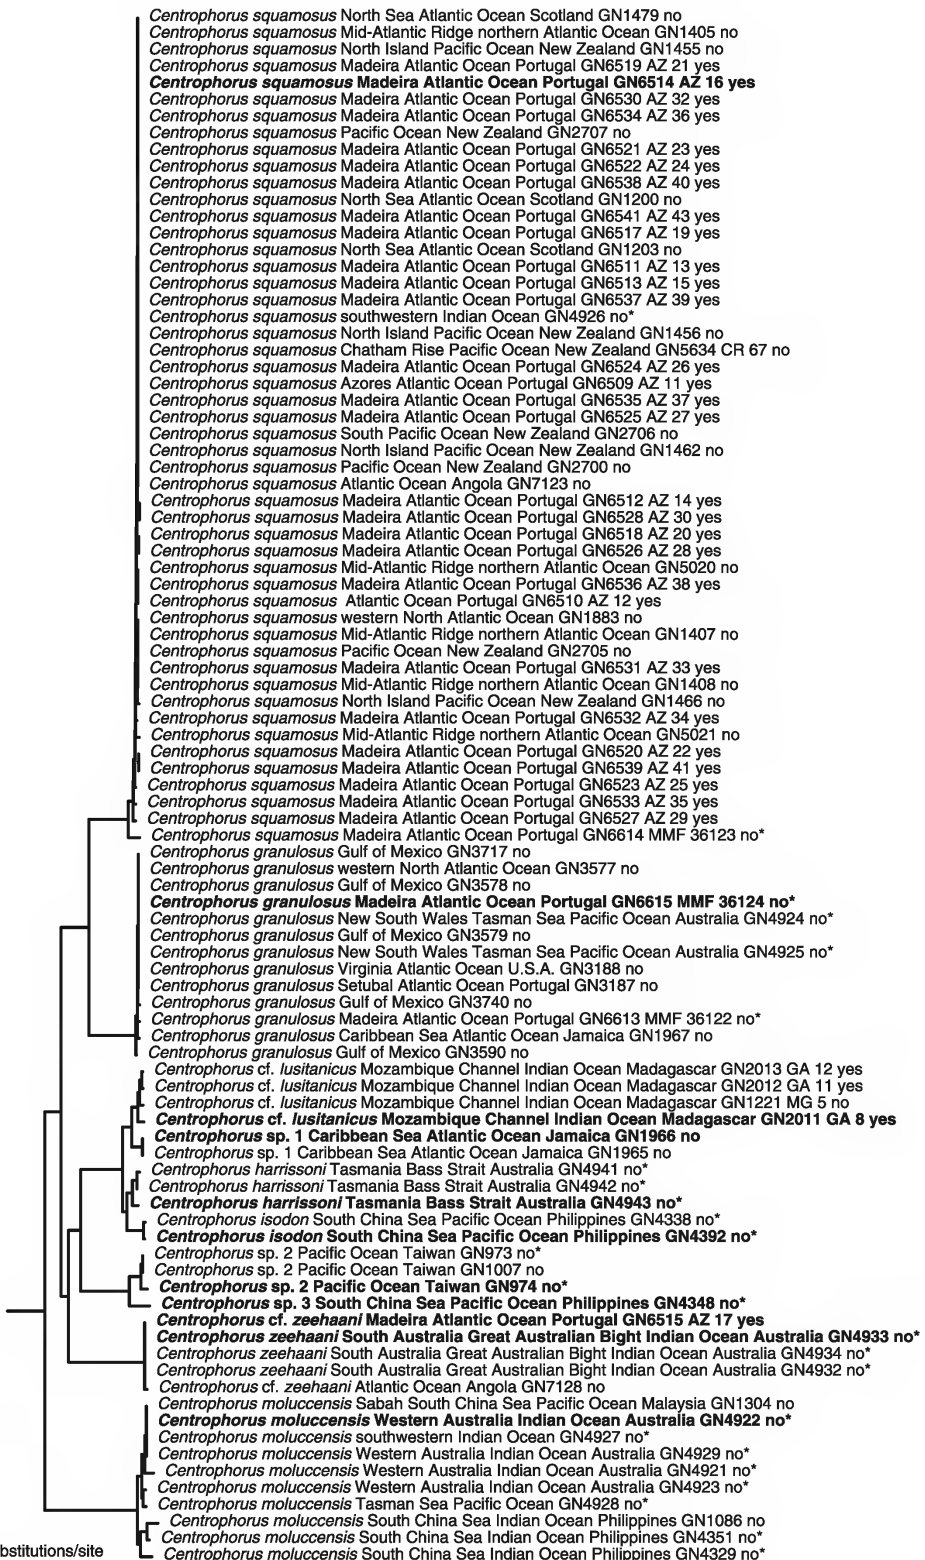 Centrophorus squamosus North Sea Atlantic Ocean Scotland GN1479 no
Centrophorus squamosus Mid-Atlantic Ridge northern Atlantic Ocean GN1405 no
Centrophorus squamosus North Island Pacific Ocean New Zealand GN1455 no
Centrophorus squamosus Madeira Atlantic Ocean Portugal GN6519 AZ 21 yes
Centrophorus squamosus Madeira Atlantic Ocean Portugal GN6514 AZ 16 yes
Centrophorus squamosus Madeira Atlantic Ocean Portugal GN6530 AZ 32 yes
Centrophorus squamosus Madeira Atlantic Ocean Portugal GN6534 AZ 36 yes
Centrophorus squamosus Pacific Ocean New Zealand GN2707 no
Centrophorus squamosus Madeira Atlantic Ocean Portugal GN6521 AZ 23 yes
Centrophorus squamosus Madeira Atlantic Ocean Portugal GN6522 AZ 24 yes
Centrophorus squamosus Madeira Atlantic Ocean Portugal GN6538 AZ 40 yes
Centrophorus squamosus North Sea Atlantic Ocean Scotland GN1200 no
Centrophorus squamosus Madeira Atlantic Ocean Portugal GN6541 AZ 43 yes
Centrophorus squamosus Madeira Atlantic Ocean Portugal GN6517 AZ 19 yes
Centrophorus squamosus North Sea Atlantic Ocean Scotland GN1203 no
Centrophorus squamosus Madeira Atlantic Ocean Portugal GN6511 AZ 13 yes
Centrophorus squamosus Madeira Atlantic Ocean Portugal GN6513 AZ 15 yes
Centrophorus squamosus Madeira Atlantic Ocean Portugal GN6537 AZ 39 yes
Centrophorus squamosus southwestern Indian Ocean GN4926 no*
Centrophorus squamosus North Island Pacific Ocean New Zealand GN1456 no
Centrophorus squamosus Chatham Rise Pacific Ocean New Zealand GN5634 CR 67 no
Centrophorus squamosus Madeira Atlantic Ocean Portugal GN6524 AZ 26 yes
Centrophorus squamosus Azores Atlantic Ocean Portugal GN6509 AZ 11 yes
Centrophorus squamosus Madeira Atlantic Ocean Portugal GN6535 AZ 37 yes
Centrophorus squamosus Madeira Atlantic Ocean Portugal GN6525 AZ 27 yes
Centrophorus squamosus South Pacific Ocean New Zealand GN2706 no
Centrophorus squamosus North Island Pacific Ocean New Zealand GN1462 no
Centrophorus squamosus Pacific Ocean New Zealand GN2700 no
Centrophorus squamosus Atlantic Ocean Angola GN7123 no
Centrophorus squamosus Madeira Atlantic Ocean Portugal GN6512 AZ 14 yes
Centrophorus squamosus Madeira Atlantic Ocean Portugal GN6528 AZ 30 yes
Centrophorus squamosus Madeira Atlantic Ocean Portugal GN6518 AZ 20 yes
Centrophorus squamosus Madeira Atlantic Ocean Portugal GN6526 AZ 28 yes
Centrophorus squamosus Mid-Atlantic Ridge northern Atlantic Ocean GN5020 no
Centrophorus squamosus Madeira Atlantic Ocean Portugal GN6536 AZ 38 yes
Centrophorus squamosus Atlantic Ocean Portugal GN6510 AZ 12 yes
Centrophorus squamosus western North Atlantic Ocean GN1883 no
Centrophorus squamosus Mid-Atlantic Ridge northern Atlantic Ocean GN1407 no
Centrophorus squamosus Pacific Ocean New Zealand GN2705 no
Centrophorus squamosus Madeira Atlantic Ocean Portugal GN6531 AZ 33 yes
Centrophorus squamosus Mid-Atlantic Ridge northern Atlantic Ocean GN1408 no
Centrophorus squamosus North Island Pacific Ocean New Zealand GN1466 no
Centrophorus squamosus Madeira Atlantic Ocean Portugal GN6532 AZ 34 yes
Centrophorus squamosus Mid-Atlantic Ridge northern Atlantic Ocean GN5021 no
Centrophorus squamosus Madeira Atlantic Ocean Portugal GN6520 AZ 22 yes
Centrophorus squamosus Madeira Atlantic Ocean Portugal GN6539 AZ 41 yes
Centrophorus squamosus Madeira Atlantic Ocean Portugal GN6523 AZ 25 yes
Centrophorus squamosus Madeira Atlantic Ocean Portugal GN6533 AZ 35 yes
Centrophorus squamosus Madeira Atlantic Ocean Portugal GN6527 AZ 29 yes
Centrophorus squamosus Madeira Atlantic Ocean Portugal GN6614 MMF 36123 no*
Centrophorus granulosus Gulf of Mexico GN3717 no
Centrophorus granulosus western North Atlantic Ocean GN3577 no
Centrophorus granulosus Gulf of Mexico GN3578 no
Centrophorus granulosus Madeira Atlantic Ocean Portugal GN6615 MMF 36124 no*
Centrophorus granulosus New South Wales Tasman Sea Pacific Ocean Australia GN4924 no*
Centrophorus granulosus Gulf of Mexico GN3579 no
Centrophorus granulosus New South Wales Tasman Sea Pacific Ocean Australia GN4925 no*
Centrophorus granulosus Virginia Atlantic Ocean U.S.A. GN3188 no
Centrophorus granulosus Setubal Atlantic Ocean Portugal GN3187 no
Centrophorus granulosus Gulf of Mexico GN3740 no
Centrophorus granulosus Madeira Atlantic Ocean Portugal GN6613 MMF 36122 no*
Centrophorus granulosus Caribbean Sea Atlantic Ocean Jamaica GN1967 no
Centrophorus granulosus Gulf of Mexico GN3590 no
Centrophorus cf. lusitanicus Mozambique Channel Indian Ocean Madagascar GN2013 GA 12 yes
Centrophorus cf. lusitanicus Mozambique Channel Indian Ocean Madagascar GN2012 GA 11 yes
Centrophorus cf. lusitanicus Mozambique Channel Indian Ocean Madagascar GN1221 MG 5 no
Centrophorus cf. lusitanicus Mozambique Channel Indian Ocean Madagascar GN2011 GA 8 yes
Centrophorus sp. 1 Caribbean Sea Atlantic Ocean Jamaica GN1966 no
Centrophorus sp. 1 Caribbean Sea Atlantic Ocean Jamaica GN1965 no
Centrophorus harrissoni Tasmania Bass Strait Australia GN4941 no*
Centrophorus harrissoni Tasmania Bass Strait Australia GN4942 no*
Centrophorus harrissoni Tasmania Bass Strait Australia GN4943 no*
Centrophorus isodon South China Sea Pacific Ocean Philippines GN4338 no*
Centrophorus isodon South China Sea Pacific Ocean Philippines GN4392 no*
Centrophorus sp. 2 Pacific Ocean Taiwan GN973 no*
Centrophorus sp. 2 Pacific Ocean Taiwan GN1007 no
Centrophorus sp. 2 Pacific Ocean Taiwan GN974 no*
Centrophorus sp. 3 South China Sea Pacific Ocean Philippines GN4348 no*
Centrophorus cf. zeehaani Madeira Atlantic Ocean Portugal GN6515 AZ 17 yes
Centrophorus zeehaani South Australia Great Australian Bight Indian Ocean Australia GN4933 no*
Centrophorus zeehaani South Australia Great Australian Bight Indian Ocean Australia GN4934 no*
Centrophorus zeehaani South Australia Great Australian Bight Indian Ocean Australia GN4932 no*
Centrophorus cf. zeehaani Atlantic Ocean Angola GN7128 no
Centrophorus moluccensis Sabah South China Sea Pacific Ocean Malaysia GN1304 no
Centrophorus moluccensis Western Australia Indian Ocean Australia GN4922 no*
Centrophorus moluccensis southwestern Indian Ocean GN4927 no*
Centrophorus moluccensis Western Australia Indian Ocean Australia GN4929 no*
Centrophorus moluccensis Western Australia Indian Ocean Australia GN4921 no*
Centrophorus moluccensis Western Australia Indian Ocean Australia GN4923 no*
Centrophorus moluccensis Tasman Sea Pacific Ocean GN4928 no*
Centrophorus moluccensis South China Sea Indian Ocean Philippines GN1086 no
Centrophorus moluccensis South China Sea Indian Ocean Philippines GN4351 no*
Centrophorus moluccensis South China Sea Indian Ocean Philippines GN4329 no*
bstitutions/site